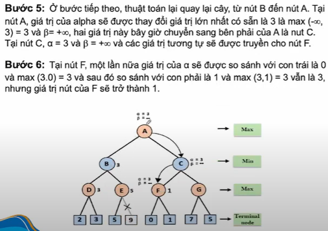 Bước 5: Ở bước tiếp theo, thuật toán lại quay lại cây, từ nút B đến nút A. Tại
nút A, giá trị của alpha sẽ được thay đổi giá trị lớn nhất có sẵn là 3 là max (-∞,
3) = 3 và β= +∞, hai giá trị này bây giờ chuyển sang bên phải của A là nut C.
Tại nút C, α = 3 và β = +∞ và các giá trị tương tự sẽ được truyền cho nút F.
Bước 6: Tại nút F, một lần nữa giá trị của α sẽ được so sánh với con trái là 0
và max (3.0) = 3 và sau đó so sánh với con phải là 1 và max (3,1) = 3 vẫn là 3,
nhưng giá trị nút của F sẽ trở thành 1.
A
Max
B 3
C
Min
D 3
E 5
F 1
G
Max
2 3 5 9 0 1 7 5
Terminal
node